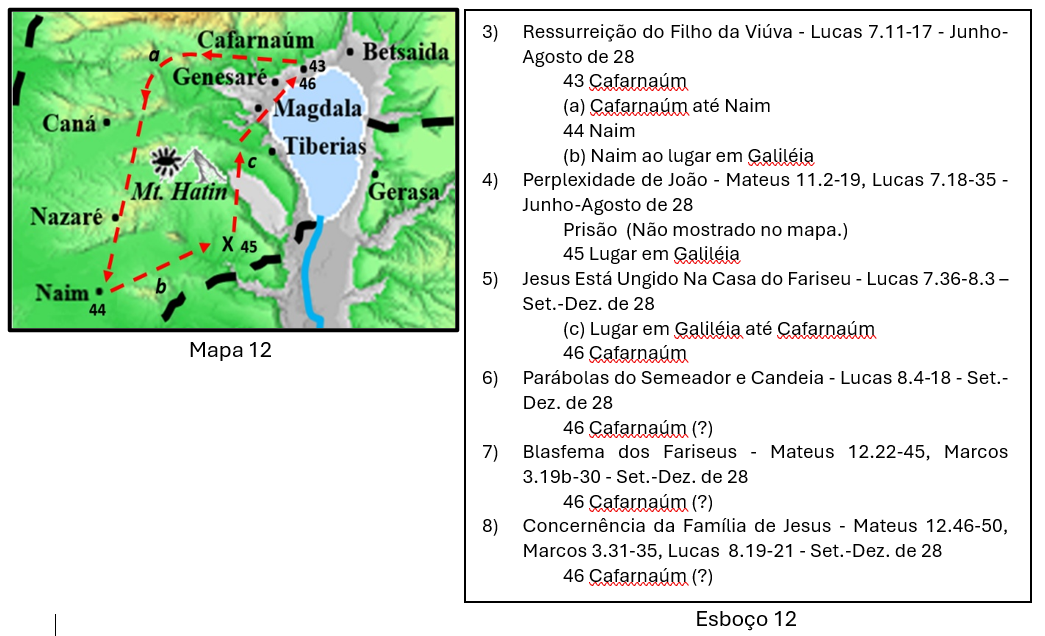 Cafarnaúm
Betsaida
a
43
Genesaré
46
Magdala
Caná
Tiberias
c
Mt. Hatin
Gerasa
Nazaré
X 45
Naim
b
44
Mapa 12
3) Ressurreição do Filho da Viúva - Lucas 7.11-17 - Junho-
Agosto de 28
43 Cafarnaúm
(a) Cafarnaúm até Naim
44 Naim
(b) Naim ao lugar em Galiléia
4) Perplexidade de João - Mateus 11.2-19, Lucas 7.18-35 -
Junho-Agosto de 28
Prisão (Não mostrado no mapa.)
45 Lugar em Galiléia
5) Jesus Está Ungido Na Casa do Fariseu - Lucas 7.36-8.3 –
Set.-Dez. de 28
(c) Lugar em Galiléia até Cafarnaúm
46 Cafarnaúm
6) Parábolas do Semeador e Candeia - Lucas 8.4-18 - Set.-
Dez. de 28
46 Cafarnaúm (?)
7) Blasfema dos Fariseus - Mateus 12.22-45, Marcos
3.19b-30 - Set.-Dez. de 28
46 Cafarnaúm (?)
8) Concernência da Família de Jesus - Mateus 12.46-50,
Marcos 3.31-35, Lucas 8.19-21 - Set.-Dez. de 28
46 Cafarnaúm (?)
Esboço 12